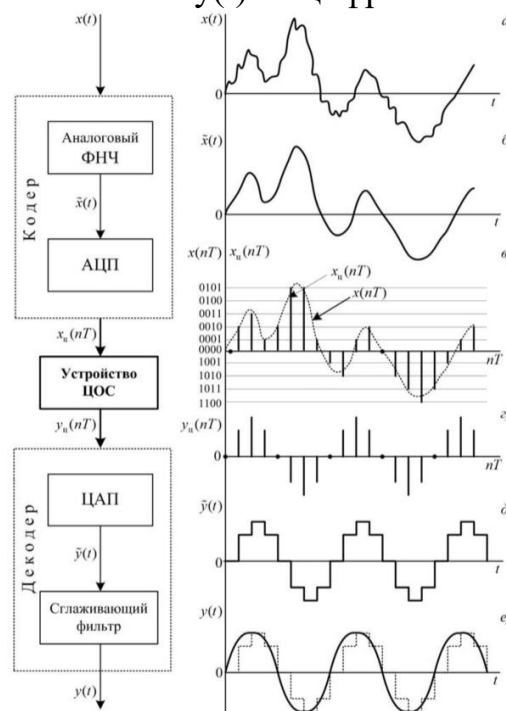 x(t)
Кодер
Аналоговый
ФНЧ
x̃(t)
АЦП
xц(nT)
Устройство
ЦОС
yц(nT)
Декодер
ЦАП
ỹ(t)
Сглаживающий
фильтр
y(t)
x(t)
0
t
x̃(t)
0
t
x(nT) xц(nT)
xц(nT)
x(nT)
0101
0100
0011
0010
0001
0000
1001
1010
1011
1100
nT
yц(nT)
0
nT
ỹ(t)
0
t
y(t)
0
t